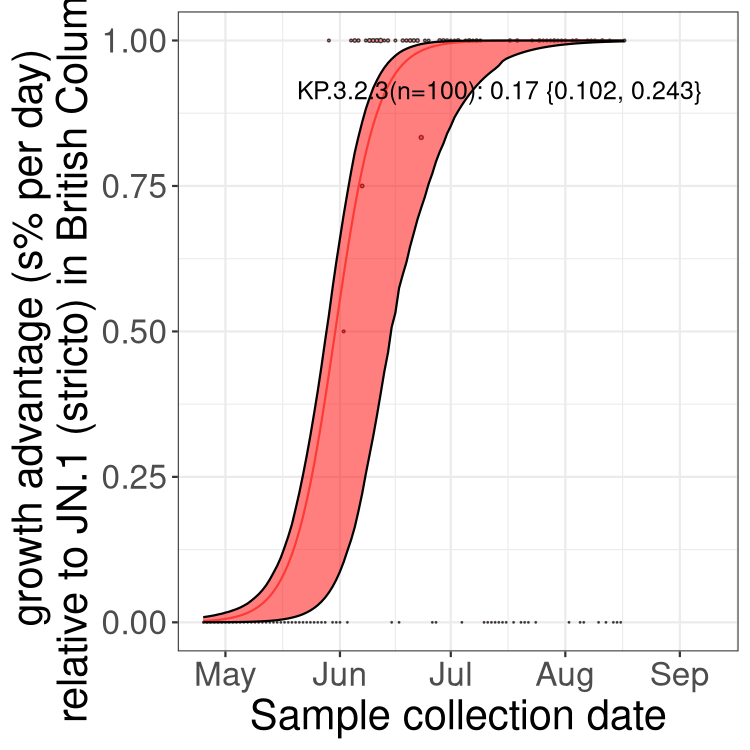 growth advantage (s% per day)
relative to JN.1 (stricto) in British Colum
1.00
0.75
0.50
0.25
0.00
KP.3.2.3(n=100): 0.17 {0.102, 0.243}
May Jun Jul Aug Sep
Sample collection date